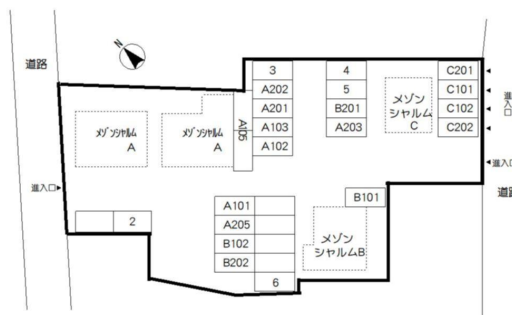 道路
N
3
A202
A201
A103
A102
A105
4
5
B201
A203
C201
C101
C102
C202
メゾン
シャルム
C
進入口
進入口
道路
メゾンシャルム
A
メゾンシャルム
A
進入口
2
A101
A205
B102
B202
6
B101
メゾン
シャルムB